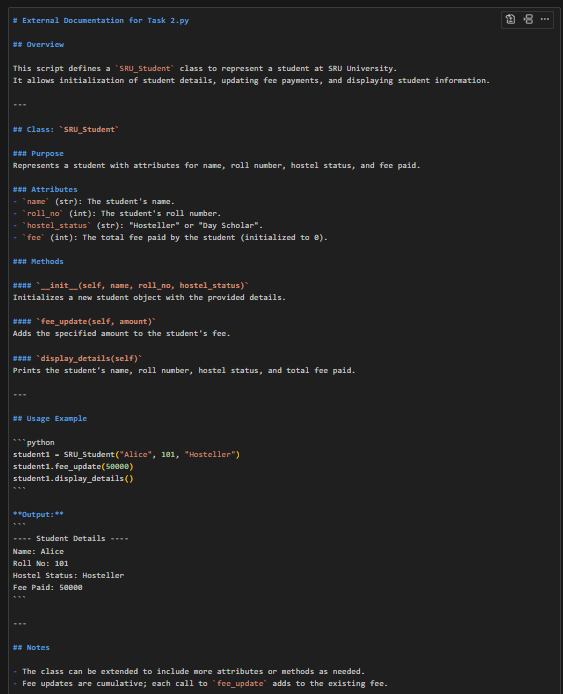 # External Documentation for Task 2.py
## Overview
This script defines a `SRU_Student` class to represent a student at SRU University.
It allows initialization of student details, updating fee payments, and displaying student information.
---
## Class: `SRU_Student`
### Purpose
Represents a student with attributes for name, roll number, hostel status, and fee paid.
### Attributes
- `name` (str): The student's name.
- `roll_no` (int): The student's roll number.
- `hostel_status` (str): "Hosteller" or "Day Scholar".
- `fee` (int): The total fee paid by the student (initialized to 0).
### Methods
#### `__init__(self, name, roll_no, hostel_status)`
Initializes a new student object with the provided details.
#### `fee_update(self, amount)`
Adds the specified amount to the student's fee.
#### `display_details(self)`
Prints the student's name, roll number, hostel status, and total fee paid.
---
## Usage Example
```python
student1 = SRU_Student("Alice", 101, "Hosteller")
student1.fee_update(50000)
student1.display_details()
```
**Output:**
```
---- Student Details ----
Name: Alice
Roll No: 101
Hostel Status: Hosteller
Fee Paid: 50000
```
---
## Notes
- The class can be extended to include more attributes or methods as needed.
- Fee updates are cumulative; each call to `fee_update` adds to the existing fee.